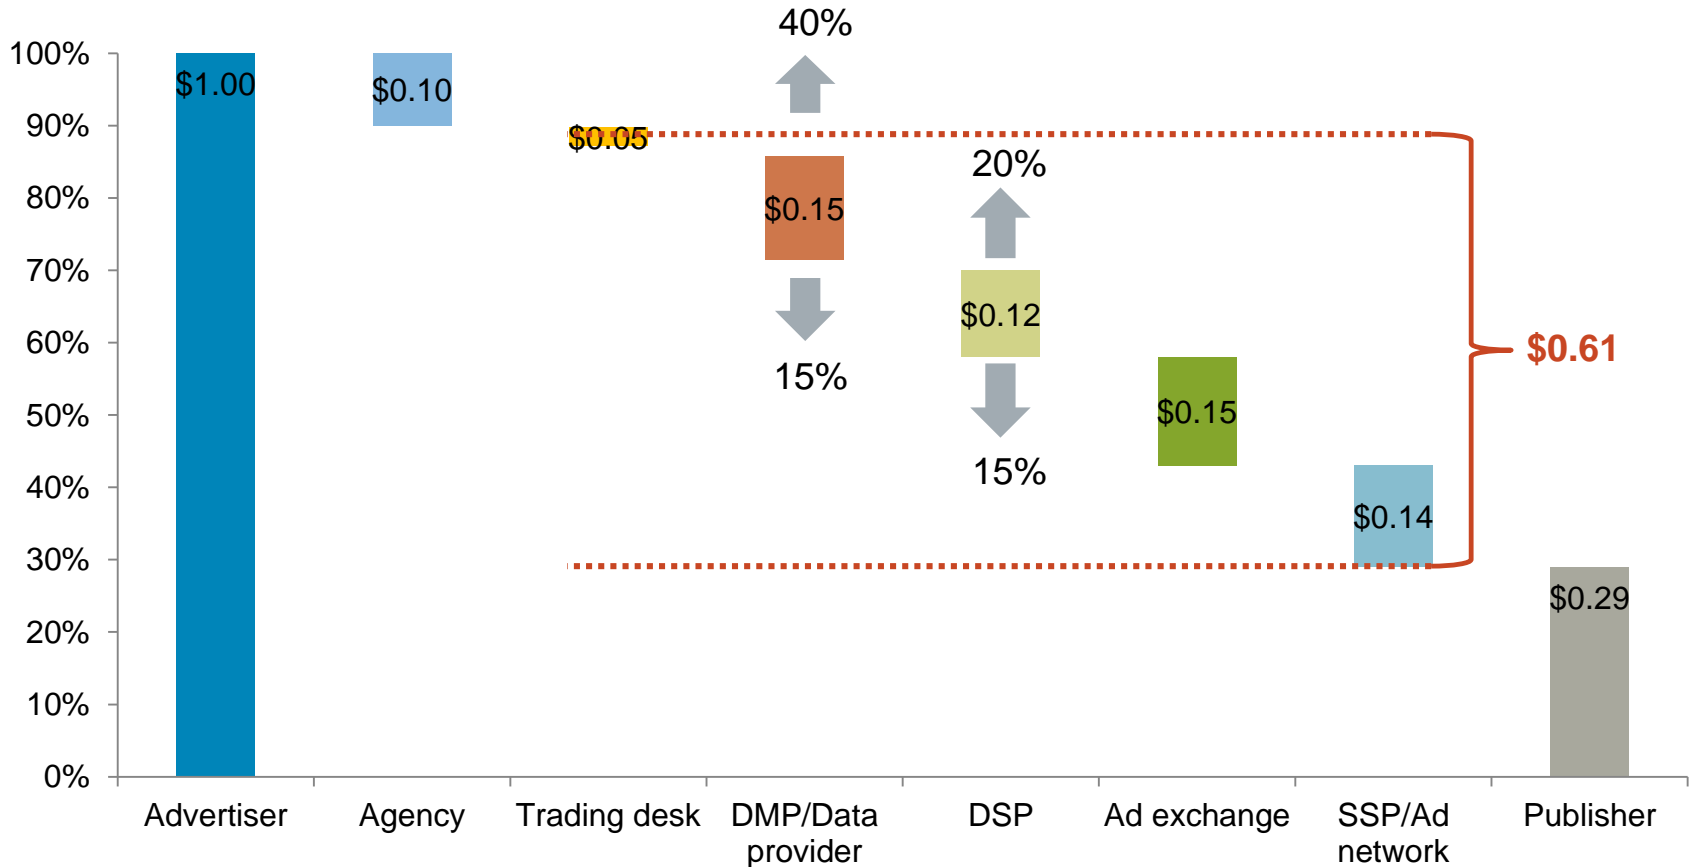 40%
100%
$1.00
$0.10
90%
$0.05
20%
80%
$0.15
70%
$0.12
60%
$0.61
15%
50%
$0.15
15%
40%
$0.14
30%
$0.29
20%
10%
0%
Advertiser
Agency
Trading desk
DMP/Data
provider
DSP
Ad exchange
SSP/Ad
network
Publisher